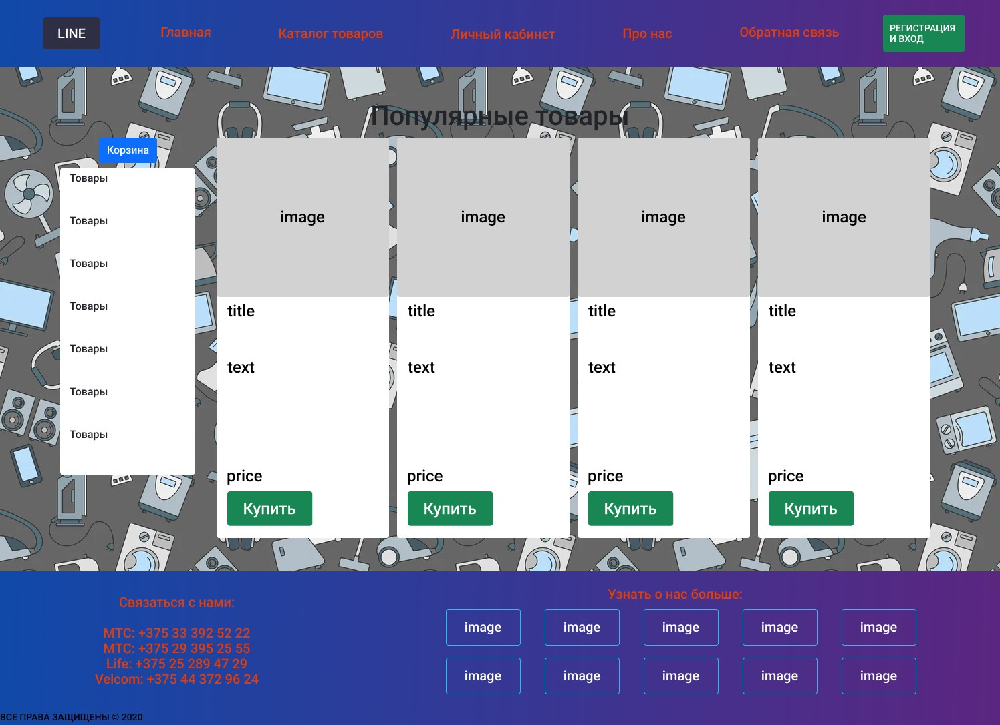 LINE
Главная
Каталог товаров
Личный кабинет
Про нас
Обратная связь
РЕГИСТРАЦИЯ
И ВХОД
Популярные товары
Корзина
Товары
Товары
Товары
Товары
Товары
Товары
Товары
image
title
text
price
Купить
image
title
text
price
Купить
image
title
text
price
Купить
image
title
text
price
Купить
Связаться с нами:
МТС: +375 33 392 52 22
МТС: +375 29 395 25 55
Life: +375 25 289 47 29
Velcom: +375 44 372 96 24
Узнать о нас больше:
image
image
image
image
image
image
image
image
image
image
ВСЕ ПРАВА ЗАЩИЩЕНЫ © 2020